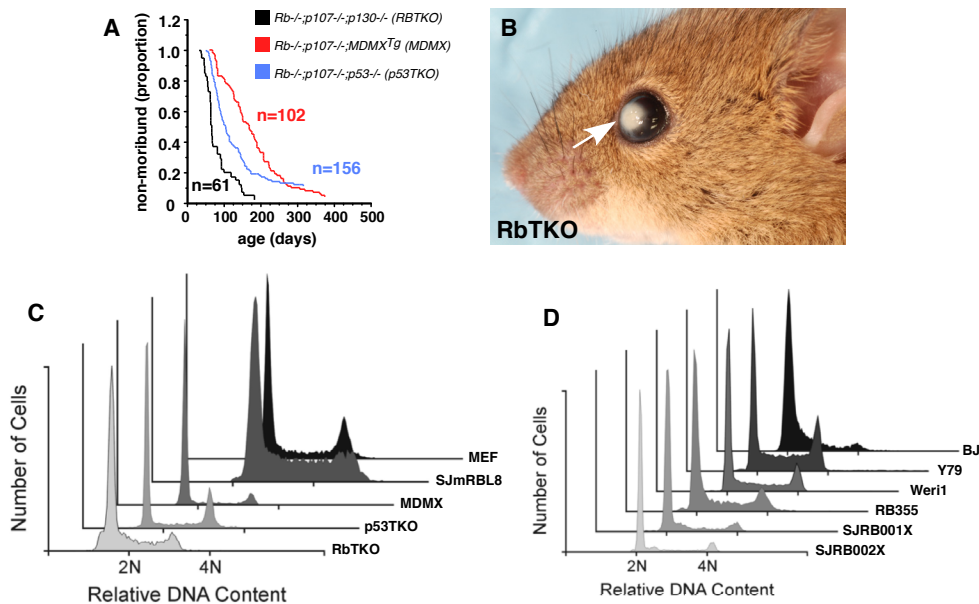 A
Rb-/-;p107-/-;p130-/- (RBTKO)
Rb-/-;p107-/-;MDMXTg (MDMX)
Rb-/-;p107-/-;p53-/- (p53TKO)
non-moribund (proportion)
1.2
1.0
0.8
0.6
0.4
0.2
0
n=102
n=156
n=61
0 100 200 300 400 500
age (days)
B
RbTKO
C
Number of Cells
MEF
SJmRBL8
MDMX
p53TKO
RbTKO
2N 4N
Relative DNA Content
D
Number of Cells
BJ
Y79
Weri1
RB355
SJRB001X
SJRB002X
2N 4N
Relative DNA Content